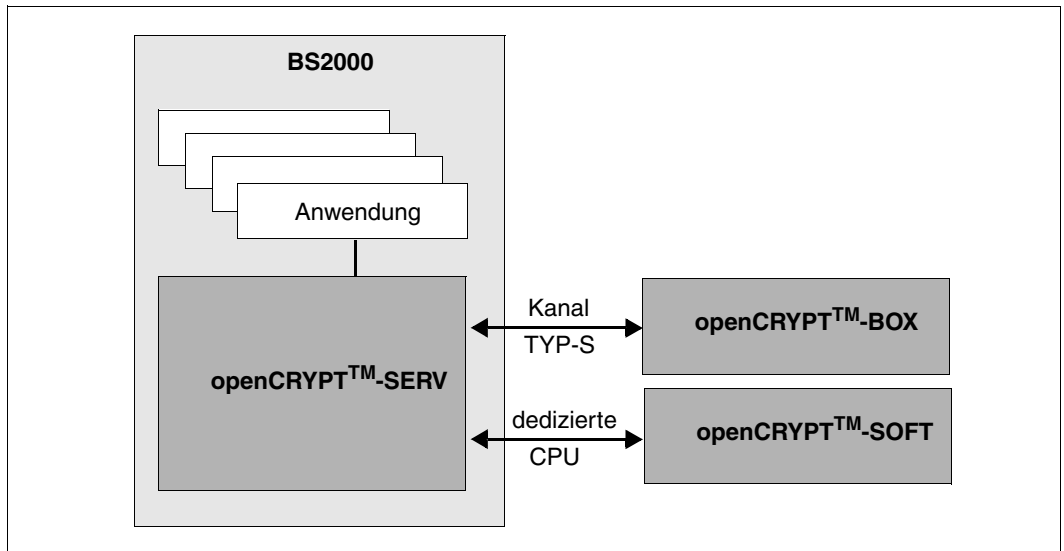 BS2000
Anwendung
Kanal
TYP-S
openCRYPT™-BOX
openCRYPT™-SERV
dedizierte
CPU
openCRYPT™-SOFT